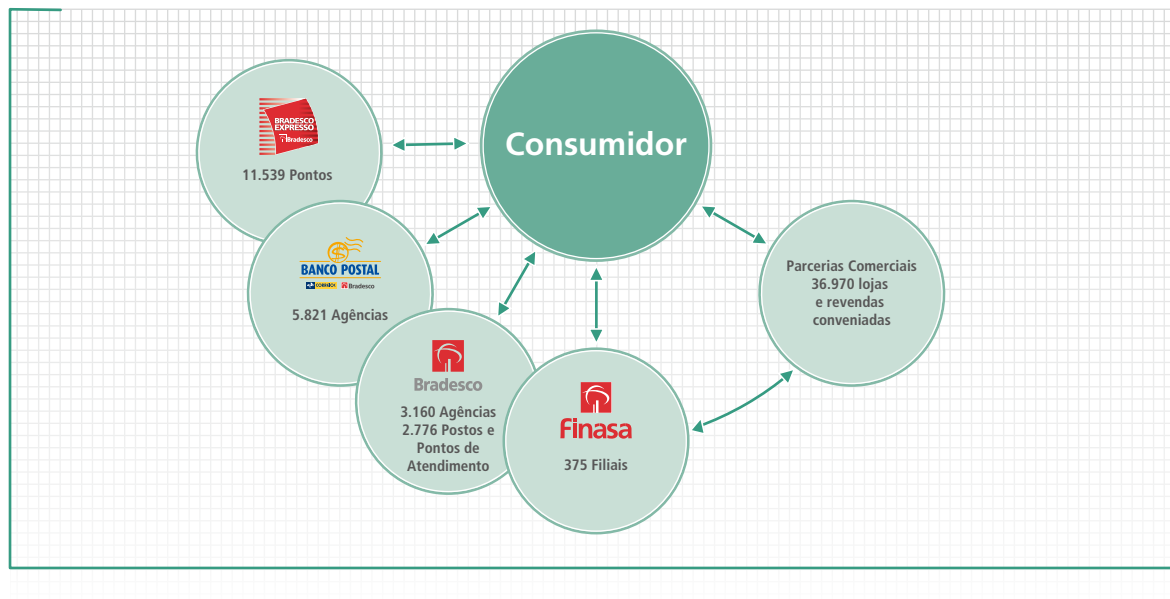 Consumidor
BRADESCO
EXPRESSO
Bradesco
11.539 Pontos
BANCO POSTAL
CORREIOS Bradesco
5.821 Agências
Bradesco
3.160 Agências
2.776 Postos e
Pontos de
Atendimento
Finasa
375 Filiais
Parcerias Comerciais
36.970 lojas
e revendas
conveniadas